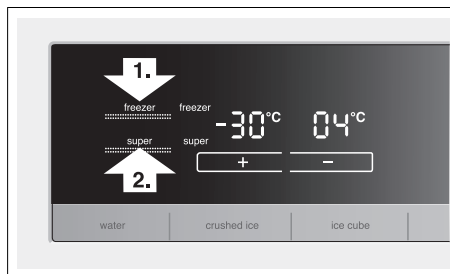 1.
freezer freezer
-30°C 04°C
super super
+ −
2.
water crushed ice ice cube